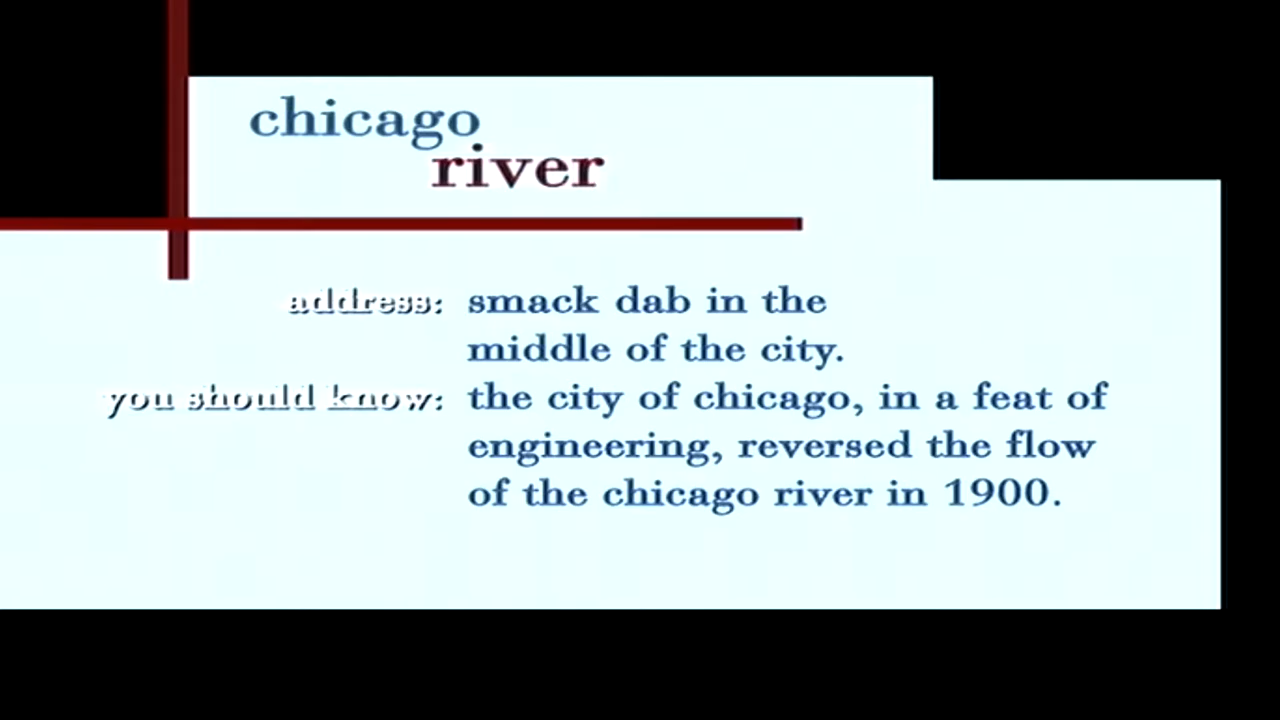 chicago
river
address: smack dab in the
middle of the city.
you should know: the city of chicago, in a feat of
engineering, reversed the flow
of the chicago river in 1900.